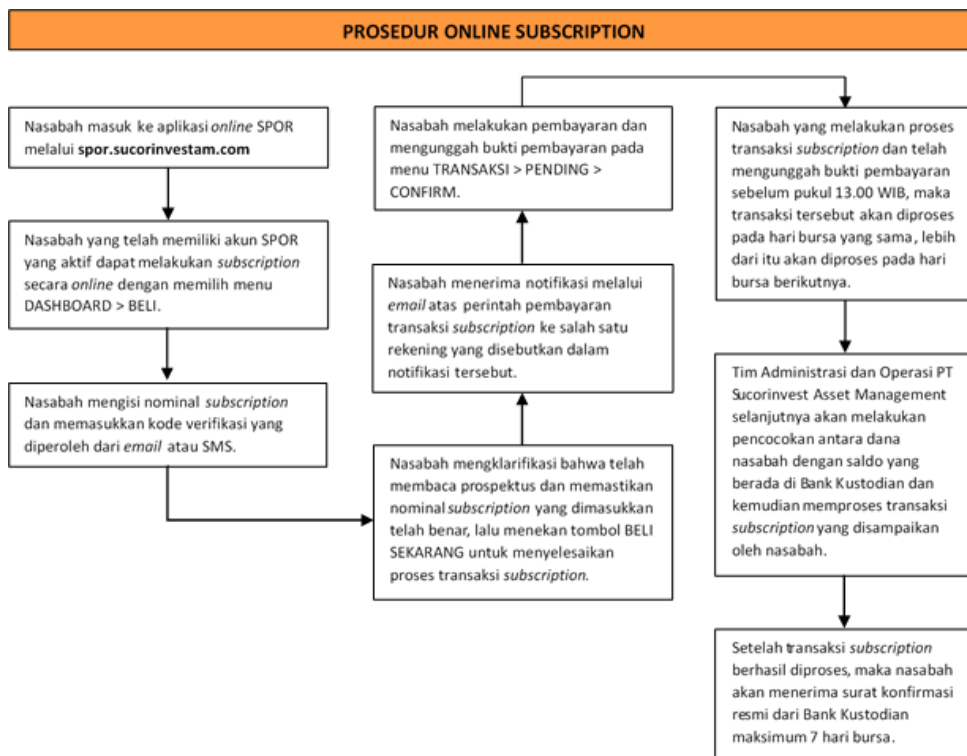 PROSEDUR ONLINE SUBSCRIPTION
Nasabah masuk ke aplikasi online SPOR
melalui spor.sucorinvestam.com
Nasabah yang telah memiliki akun SPOR
yang aktif dapat melakukan subscription
secara online dengan memilih menu
DASHBOARD > BELI.
Nasabah mengisi nominal subscription
dan memasukkan kode verifikasi yang
diperoleh dari email atau SMS.
Nasabah mengklarifikasi bahwa telah
membaca prospektus dan memastikan
nominal subscription yang dimasukkan
telah benar, lalu menekan tombol BELI
SEKARANG untuk menyelesaikan
proses transaksi subscription.
Nasabah menerima notifikasi melalui
email atas perintah pembayaran
transaksi subscription ke salah satu
rekening yang disebutkan dalam
notifikasi tersebut.
Nasabah melakukan pembayaran dan
mengunggah bukti pembayaran pada
menu TRANSAKSI > PENDING >
CONFIRM.
Nasabah yang melakukan proses
transaksi subscription dan telah
mengunggah bukti pembayaran
sebelum pukul 13.00 WIB, maka
transaksi tersebut akan diproses
pada hari bursa yang sama, lebih
dari itu akan diproses pada hari
bursa berikutnya.
Tim Administrasi dan Operasi PT
Sucorinvest Asset Management
selanjutnya akan melakukan
pencocokan antara dana
nasabah dengan saldo yang
berada di Bank Kustodian dan
kemudian memproses transaksi
subscription yang disampaikan
oleh nasabah.
Setelah transaksi subscription
berhasil diproses, maka nasabah
akan menerima surat konfirmasi
resmi dari Bank Kustodian
maksimum 7 hari bursa.